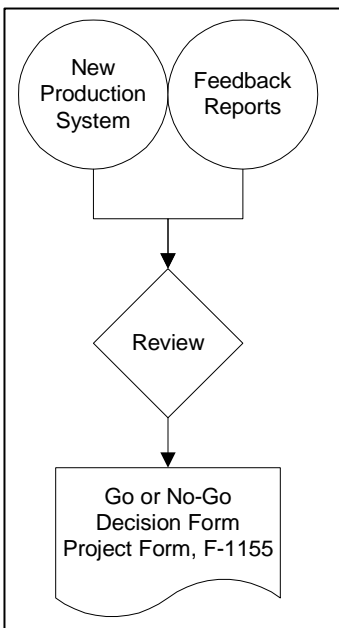 New
Production
System
Feedback
Reports
Review
Go or No-Go
Decision Form
Project Form, F-1155